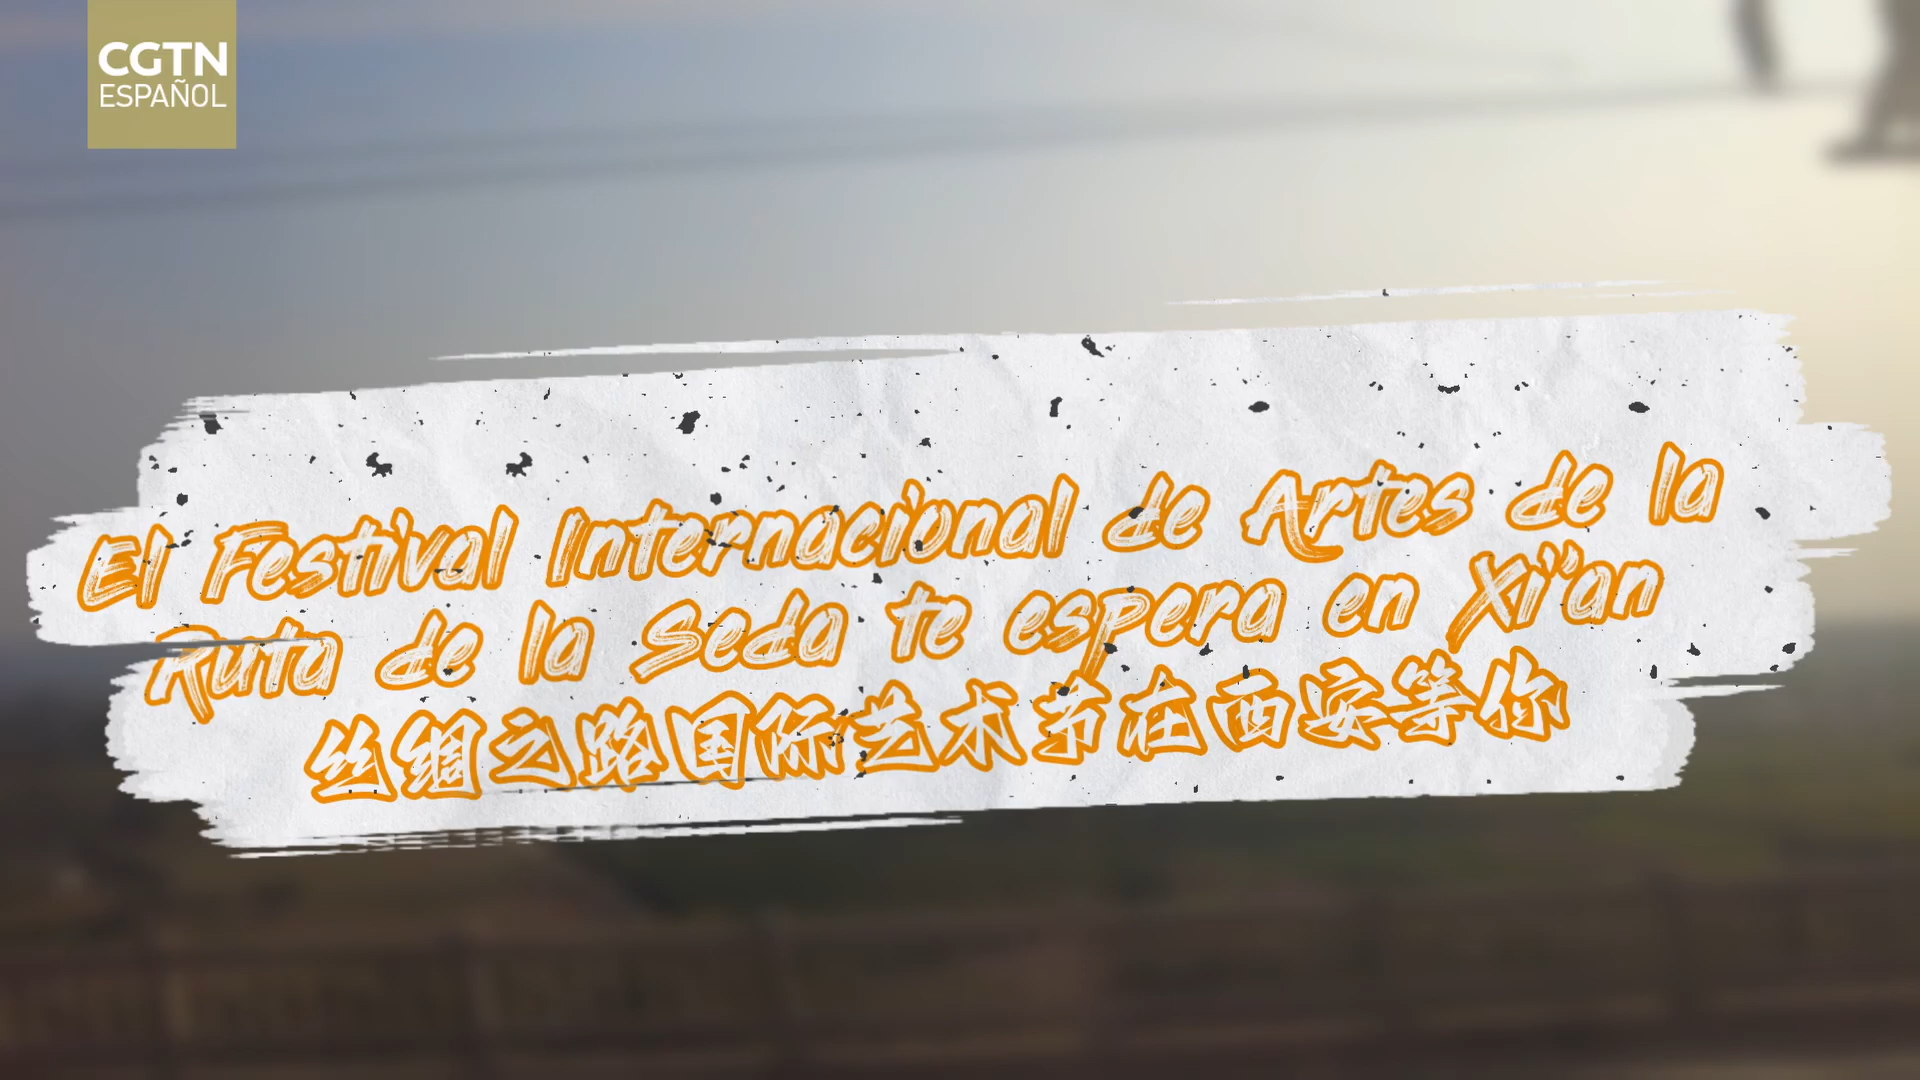 CGTN
ESPAÑOL
El Festival Internacional de Artes de la
Ruta de la Seda te espera en Xi'an
丝绸之路国际艺术节在西安等你